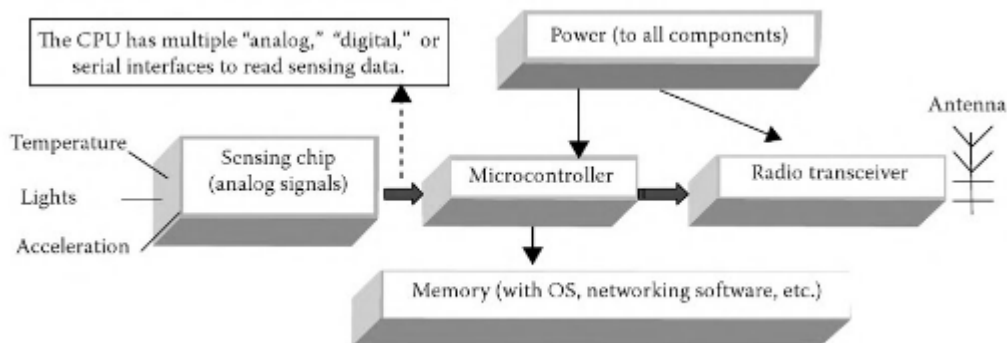 The CPU has multiple “analog,” “digital,” or
serial interfaces to read sensing data.
Power (to all components)
Antenna
Temperature
Lights
Acceleration
Sensing chip
(analog signals)
Microcontroller
Radio transceiver
Memory (with OS, networking software, etc.)